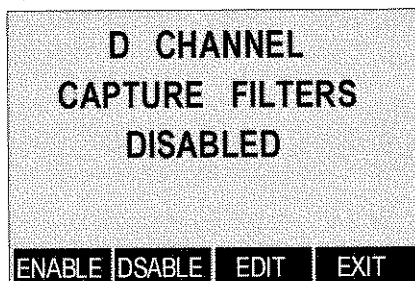 D CHANNEL
CAPTURE FILTERS
DISABLED
ENABLE DSABLE EDIT EXIT